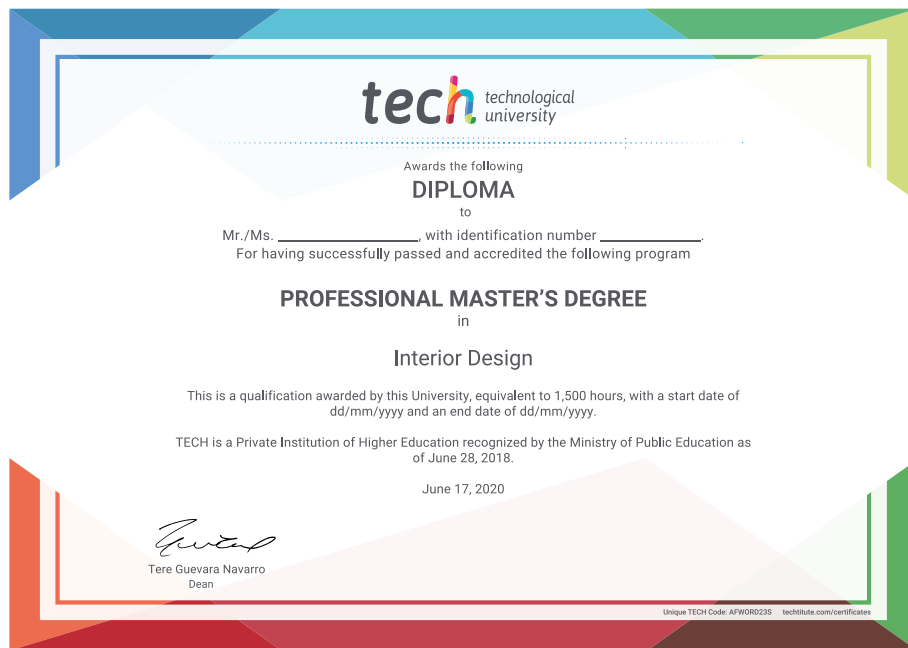 tech technological
university
Awards the following
DIPLOMA
to
Mr./Ms. ____________________, with identification number ______________.
For having successfully passed and accredited the following program
PROFESSIONAL MASTER'S DEGREE
in
Interior Design
This is a qualification awarded by this University, equivalent to 1,500 hours, with a start date of
dd/mm/yyyy and an end date of dd/mm/yyyy.
TECH is a Private Institution of Higher Education recognized by the Ministry of Public Education as
of June 28, 2018.
June 17, 2020
Tere Guevara Navarro
Dean
Unique TECH Code: AFWORD23S techtitute.com/certificates